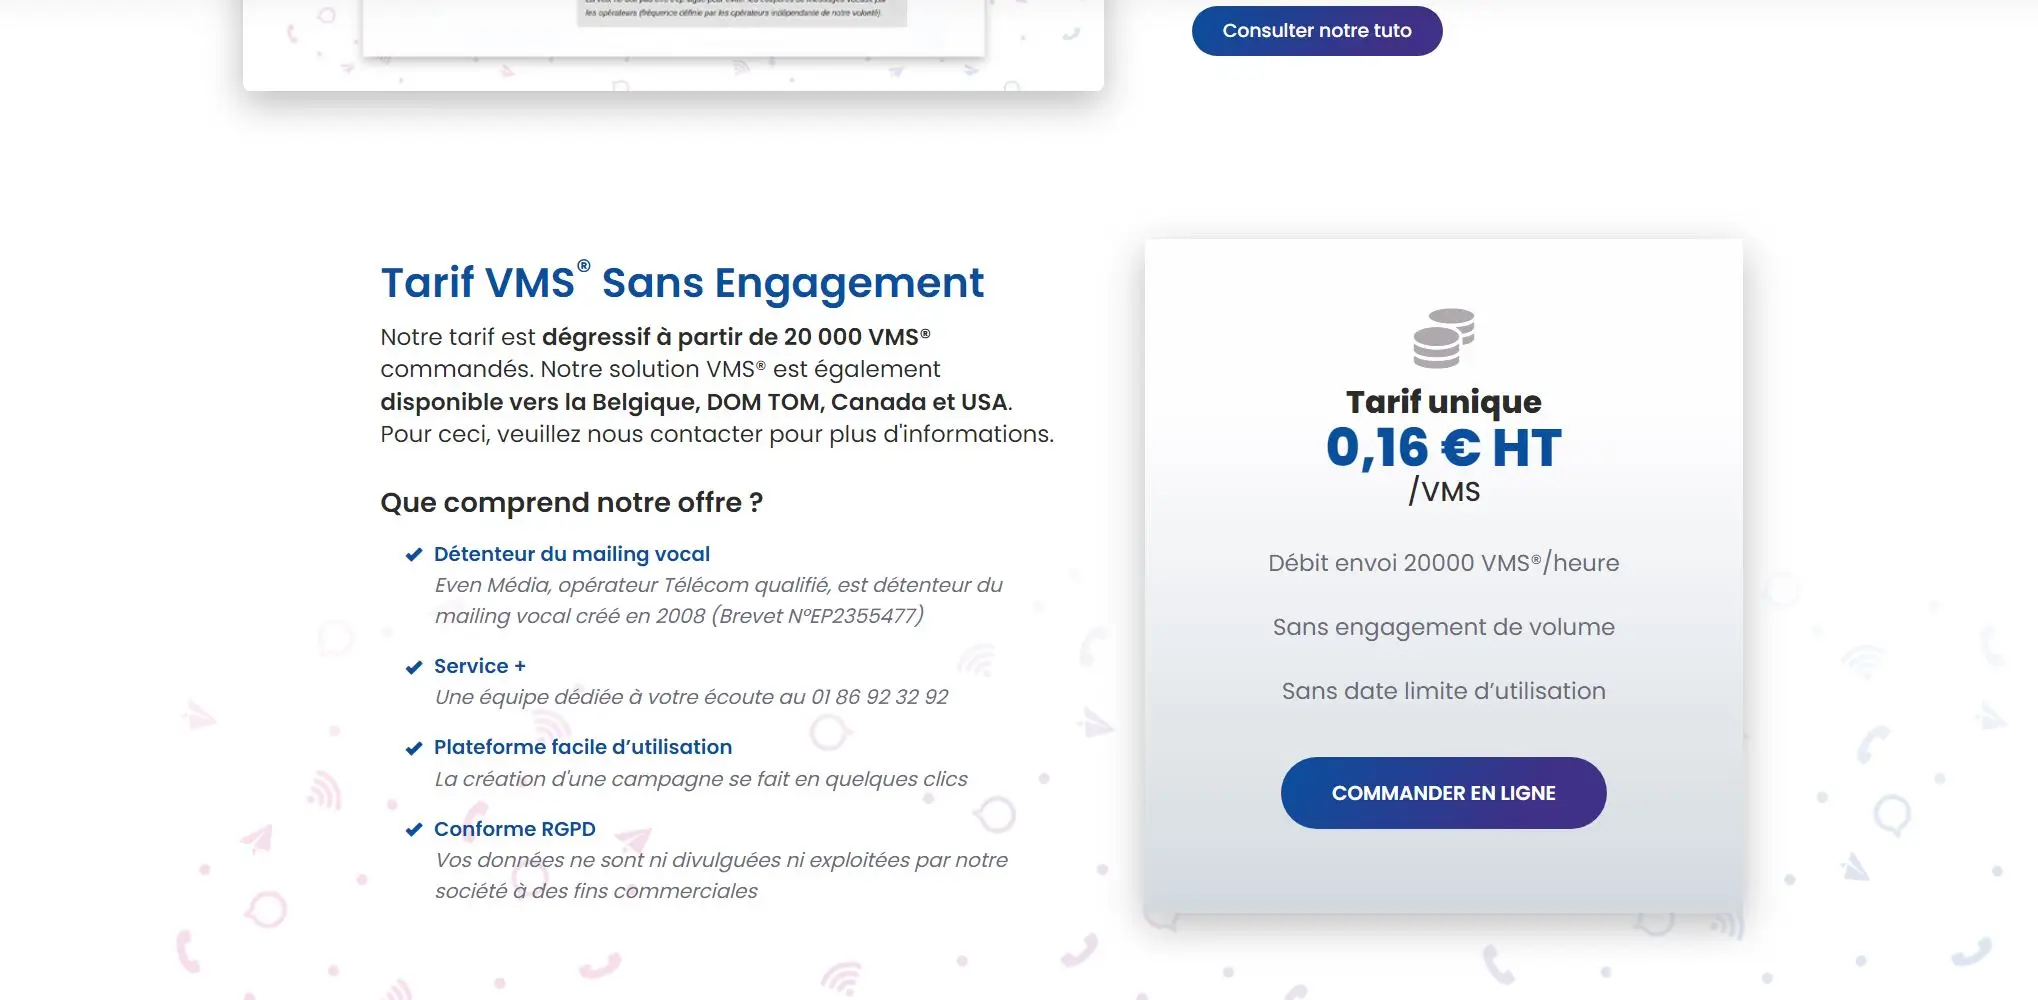 les opérateurs (fréquence définie par les opérateurs indépendante de notre volonté)
Consulter notre tuto
Tarif VMS® Sans Engagement
Notre tarif est dégressif à partir de 20 000 VMS®
commandés. Notre solution VMS® est également
disponible vers la Belgique, DOM TOM, Canada et USA.
Pour ceci, veuillez nous contacter pour plus d'informations.
Que comprend notre offre ?
Détenteur du mailing vocal
Even Média, opérateur Télécom qualifié, est détenteur du
mailing vocal créé en 2008 (Brevet N°EP2355477)
Service +
Une équipe dédiée à votre écoute au 01 86 92 32 92
Plateforme facile d’utilisation
La création d'une campagne se fait en quelques clics
Conforme RGPD
Vos données ne sont ni divulguées ni exploitées par notre
société à des fins commerciales
Tarif unique
0,16 € HT
/VMS
Débit envoi 20000 VMS®/heure
Sans engagement de volume
Sans date limite d’utilisation
COMMANDER EN LIGNE